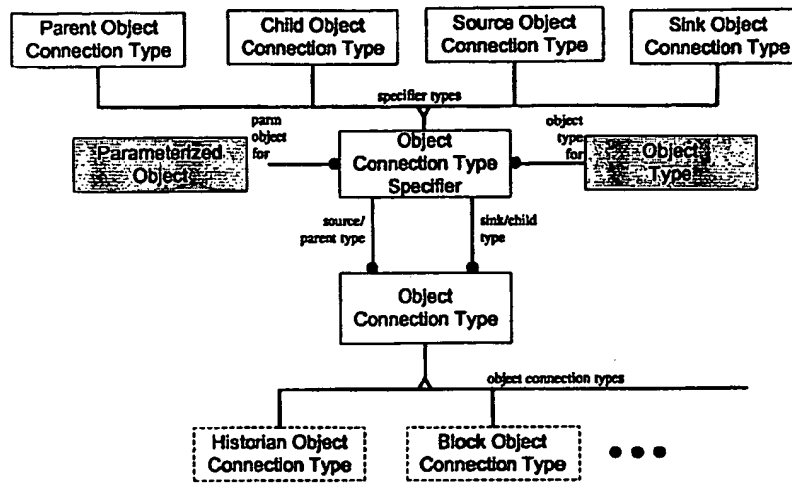 Parent Object
Connection Type
Child Object
Connection Type
Source Object
Connection Type
Sink Object
Connection Type
specifier types
parm
object
for
object
type
for
Parameterized
Object
Object
Connection Type
Specifier
Object
Type
source/
parent type
sink/child
type
Object
Connection Type
object connection types
Historian Object
Connection Type
Block Object
Connection Type